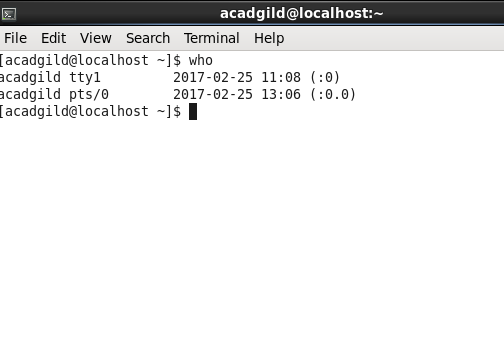 acadgild@localhost:~
File Edit View Search Terminal Help
[acadgild@localhost ~]$ who
acadgild tty1         2017-02-25 11:08 (:0)
acadgild pts/0        2017-02-25 13:06 (:0.0)
[acadgild@localhost ~]$